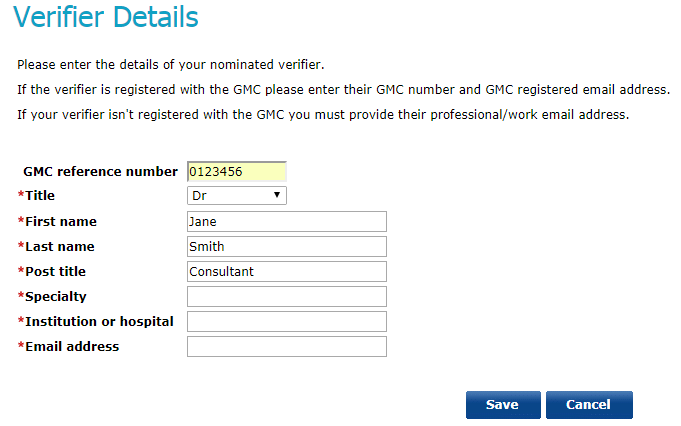 Verifier Details
Please enter the details of your nominated verifier.
If the verifier is registered with the GMC please enter their GMC number and GMC registered email address.
If your verifier isn't registered with the GMC you must provide their professional/work email address.
GMC reference number 0123456
*Title Dr
*First name Jane
*Last name Smith
*Post title Consultant
*Specialty
*Institution or hospital
*Email address
Save Cancel